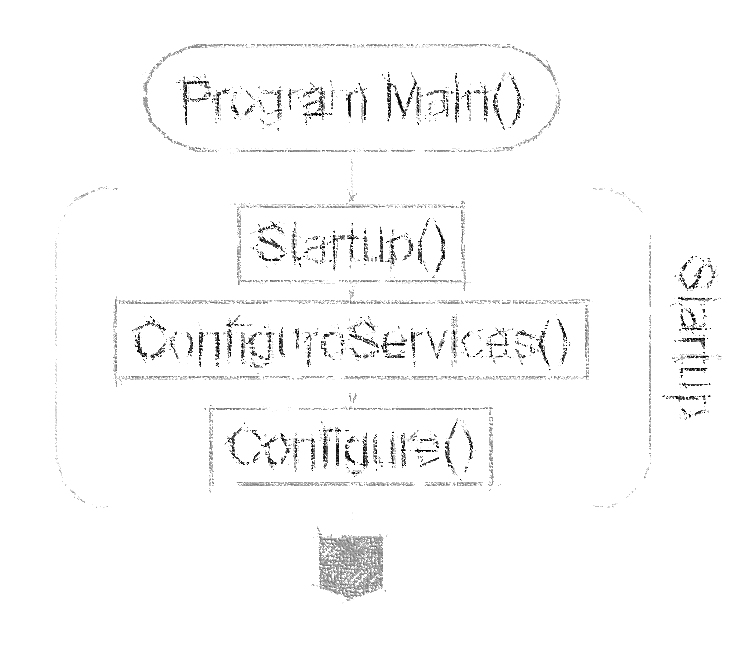 Program Main()
Startup()
ConfigureServices()
Configure()
Startup